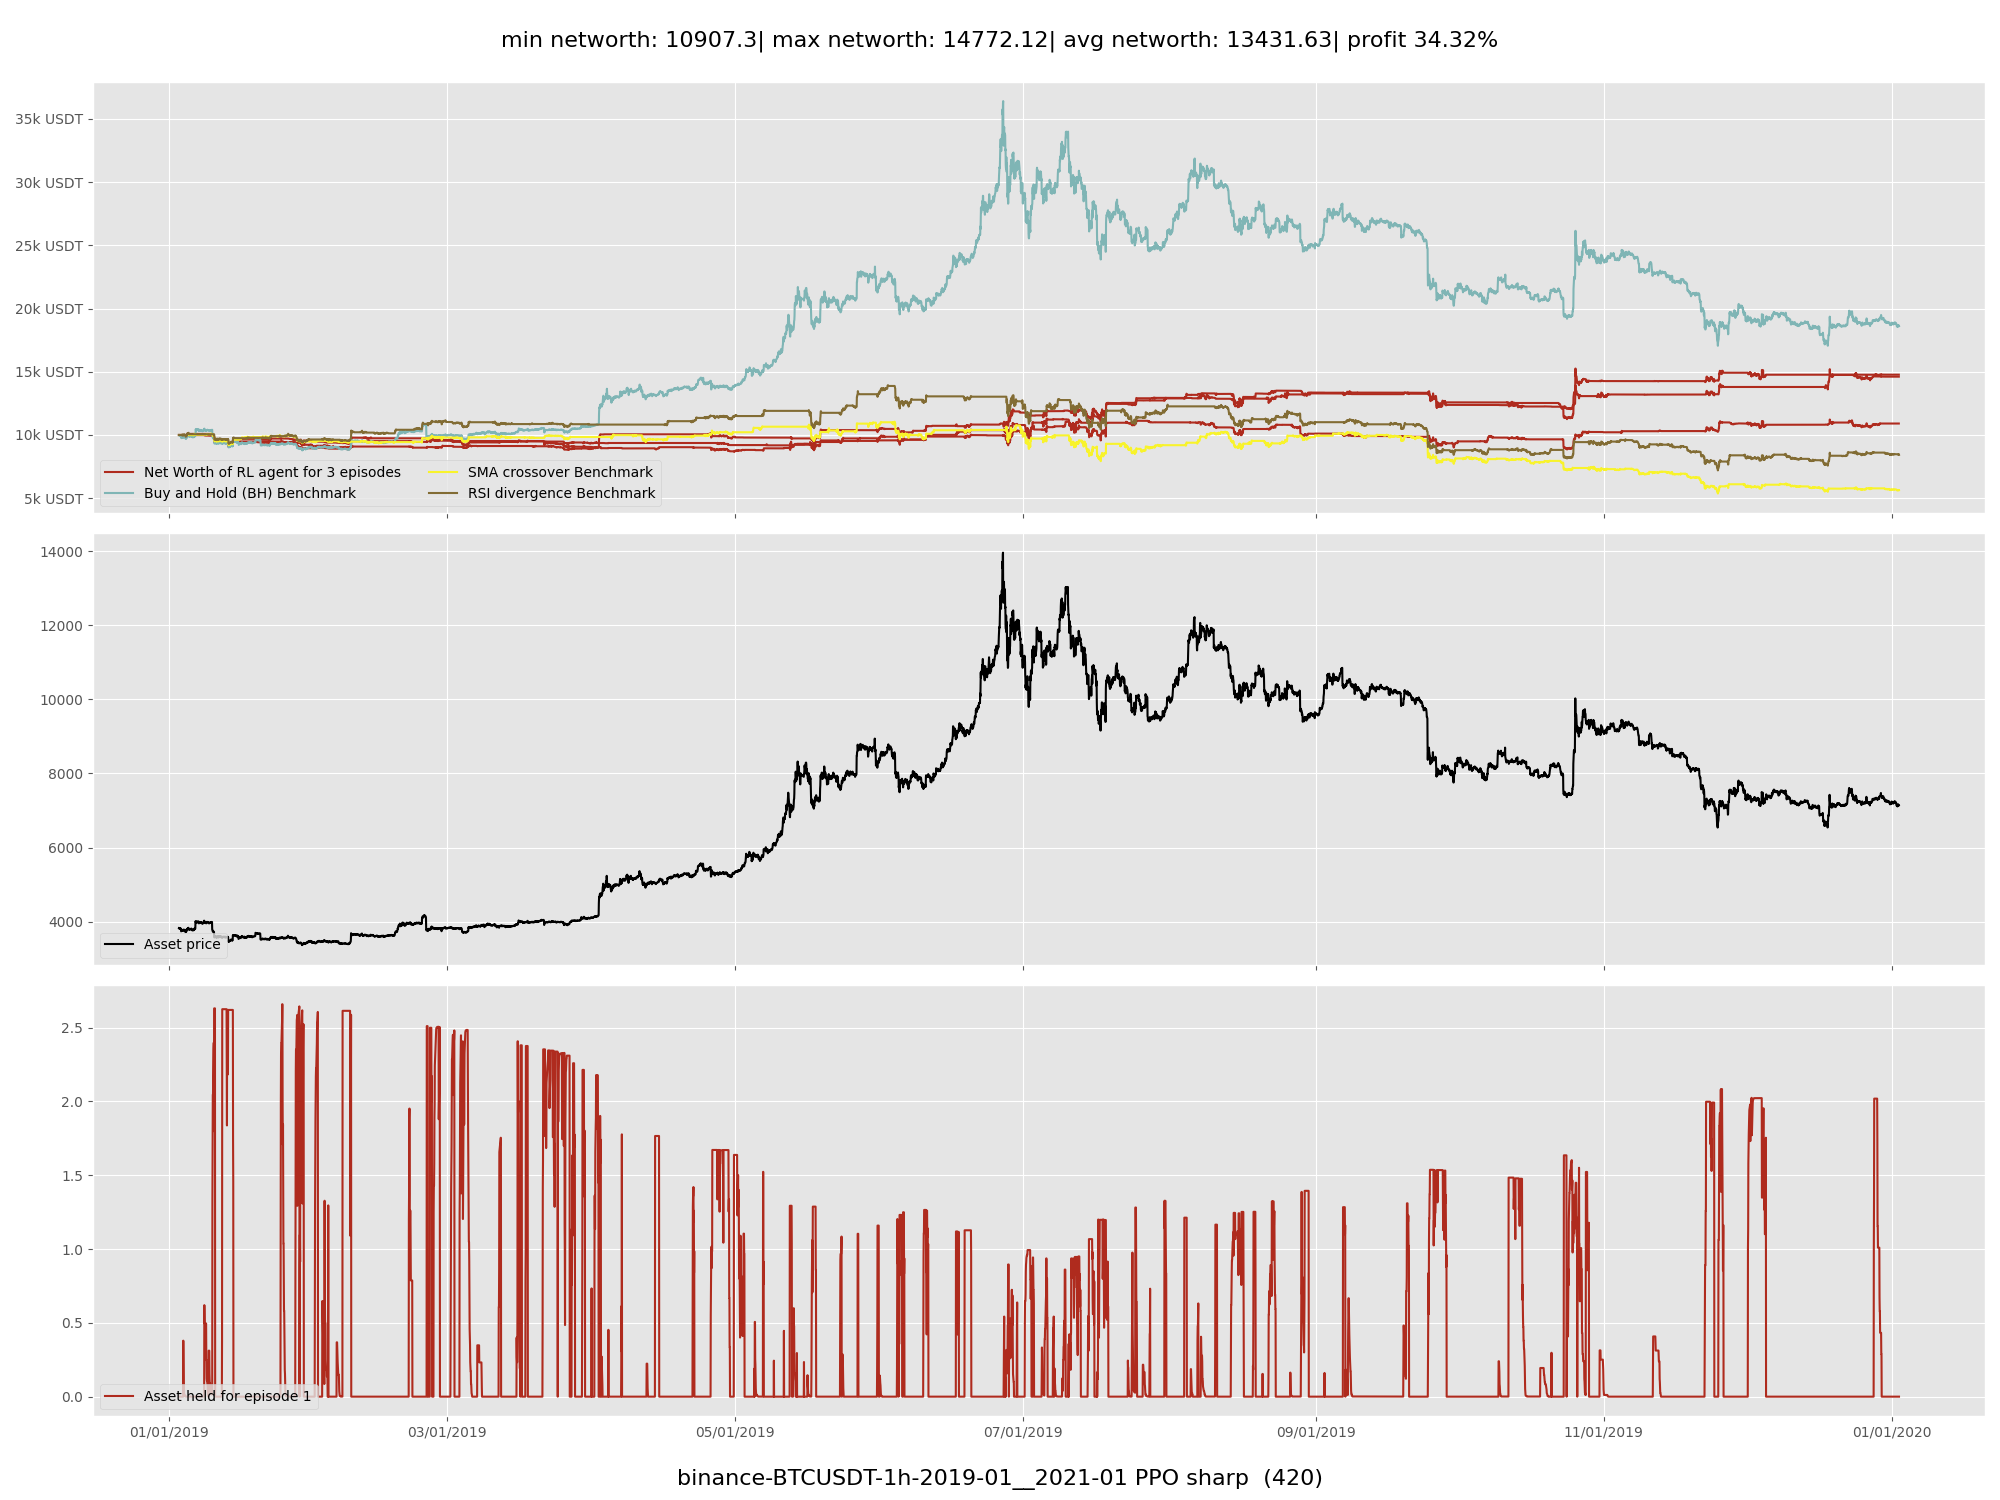 min networth: 10907.3| max networth: 14772.12| avg networth: 13431.63| profit 34.32%
35k USDT
30k USDT
25k USDT
20k USDT
15k USDT
10k USDT
5k USDT
Net Worth of RL agent for 3 episodes
Buy and Hold (BH) Benchmark
SMA crossover Benchmark
RSI divergence Benchmark
14000
12000
10000
8000
6000
4000
Asset price
2.5
2.0
1.5
1.0
0.5
0.0
Asset held for episode 1
01/01/2019 03/01/2019 05/01/2019 07/01/2019 09/01/2019 11/01/2019 01/01/2020
binance-BTCUSDT-1h-2019-01__2021-01 PPO sharp (420)